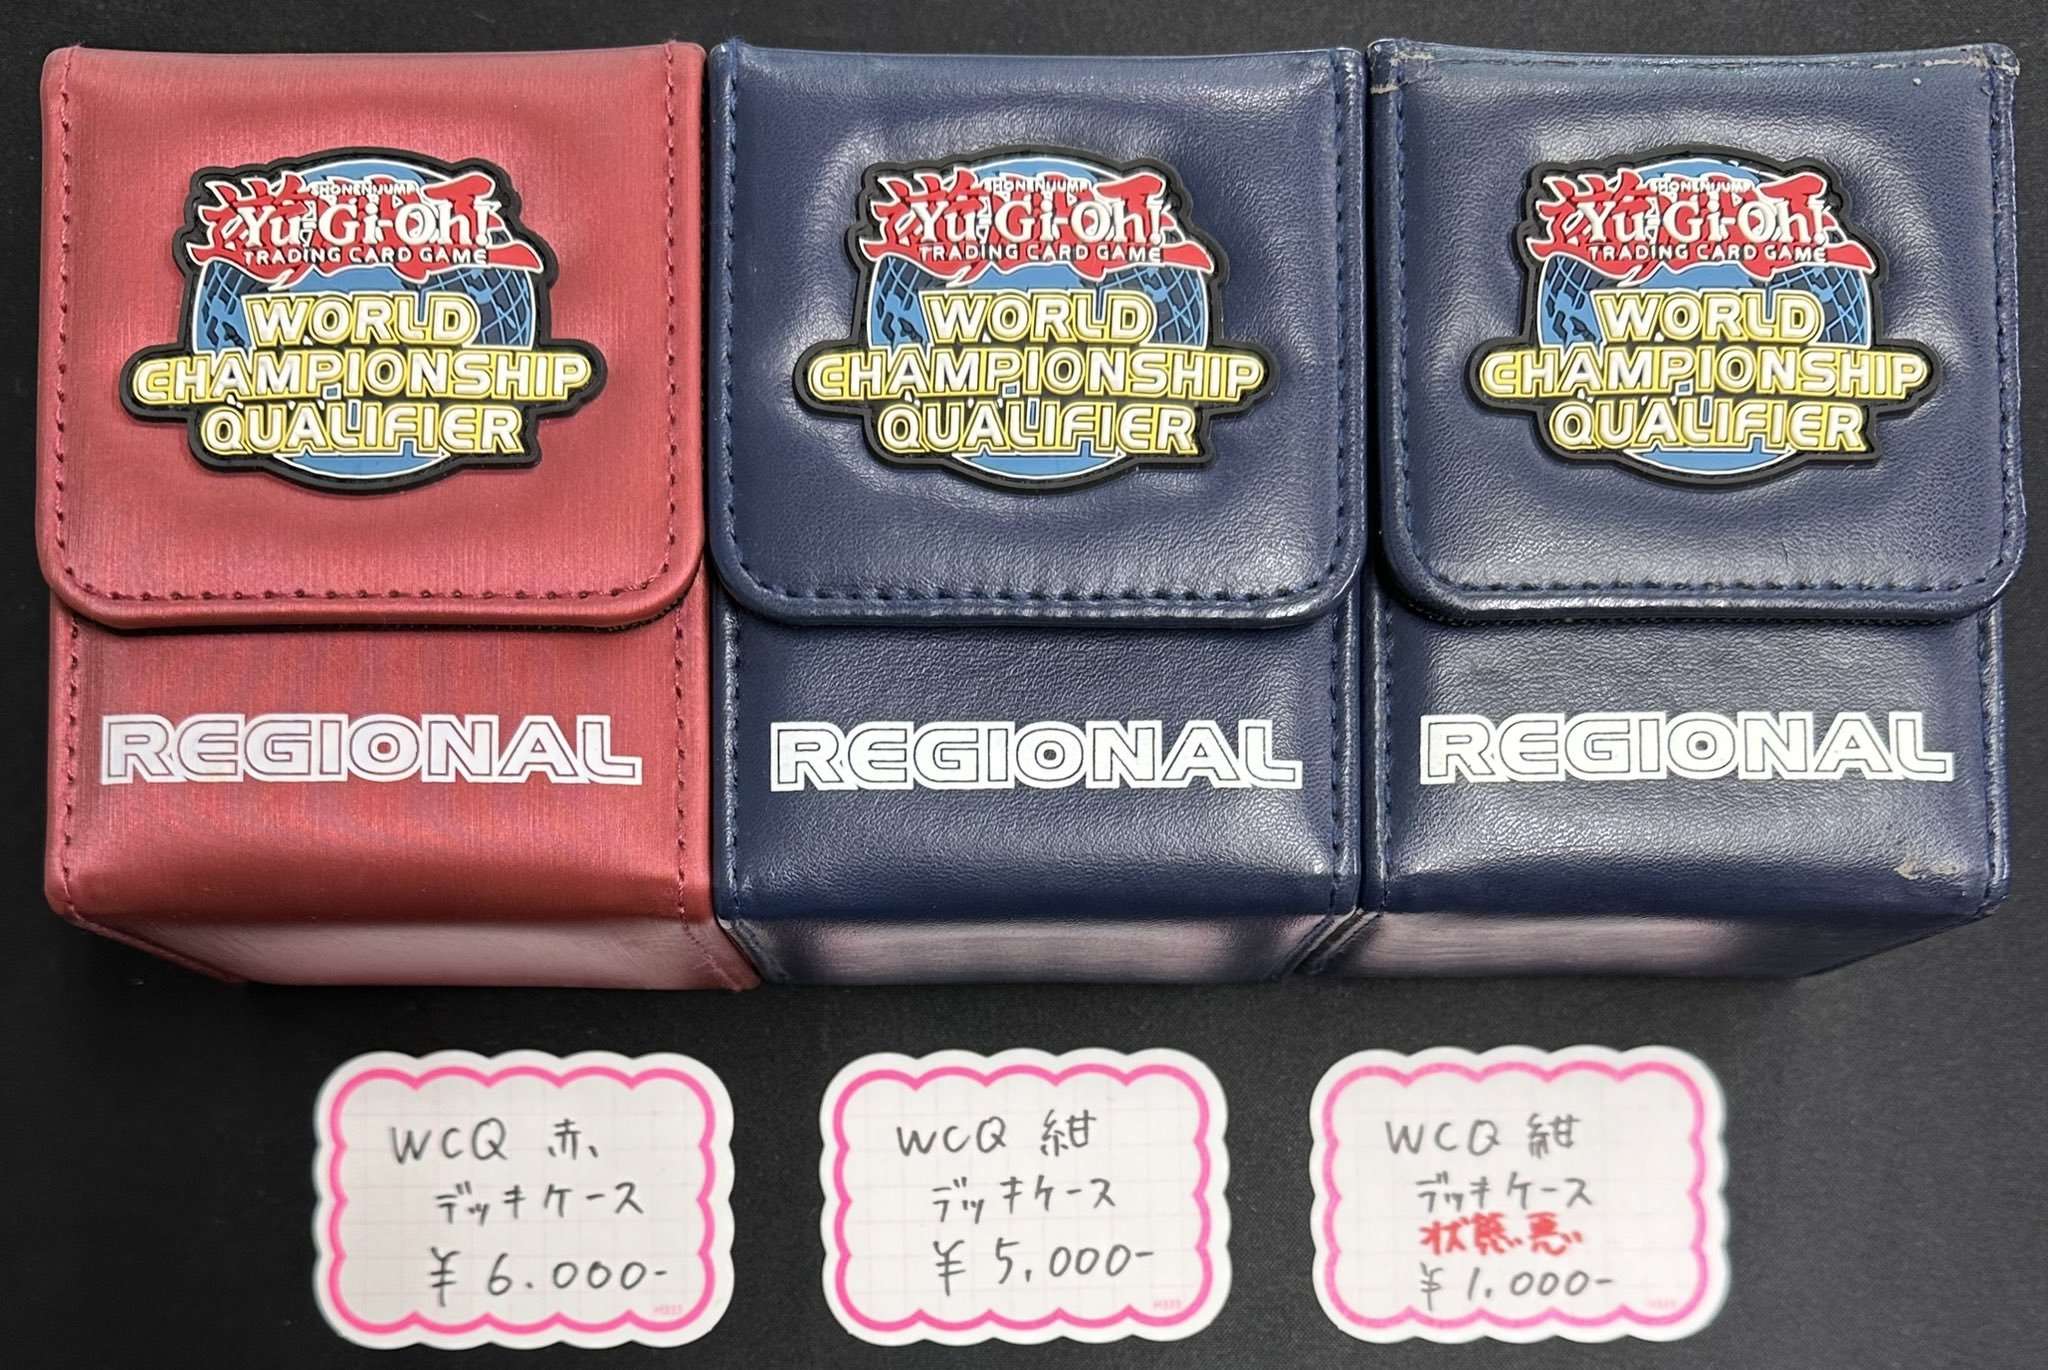 遊戯王
SHONEN JUMP
Yu-Gi-Oh!
TRADING CARD GAME
WORLD
CHAMPIONSHIP
QUALIFIER
REGIONAL
遊戯王
SHONEN JUMP
Yu-Gi-Oh!
TRADING CARD GAME
WORLD
CHAMPIONSHIP
QUALIFIER
REGIONAL
遊戯王
SHONEN JUMP
Yu-Gi-Oh!
TRADING CARD GAME
WORLD
CHAMPIONSHIP
QUALIFIER
REGIONAL
WCQ 赤
デッキケース
¥6.000-
H333
WCQ 紺
デッキケース
¥5,000-
H333
WCQ 紺
デッキケース
状態悪い
¥1,000-
H333